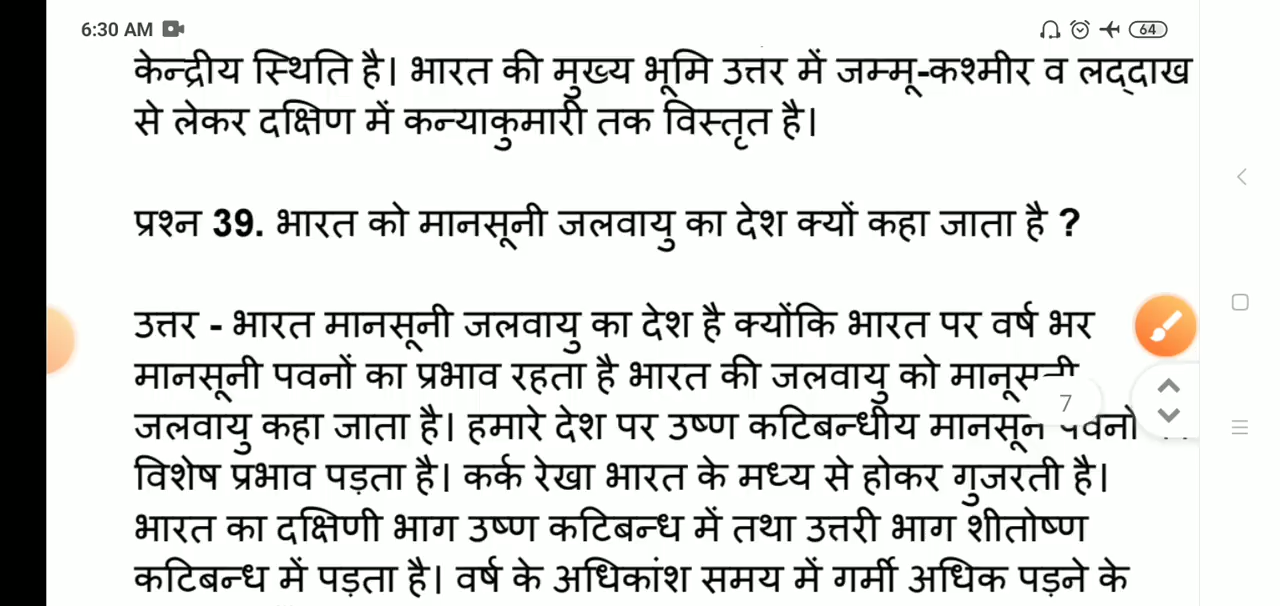 6:30 AM
64
केन्द्रीय स्थिति है। भारत की मुख्य भूमि उत्तर में जम्मू-कश्मीर व लद्दाख
से लेकर दक्षिण में कन्याकुमारी तक विस्तृत है।
प्रश्न 39. भारत को मानसूनी जलवायु का देश क्यों कहा जाता है ?
उत्तर - भारत मानसूनी जलवायु का देश है क्योंकि भारत पर वर्ष भर
मानसूनी पवनों का प्रभाव रहता है भारत की जलवायु को
7
जलवायु कहा जाता है। हमारे देश पर उष्ण कटिबन्धीय मानसून पवनो
विशेष प्रभाव पड़ता है। कर्क रेखा भारत के मध्य से होकर गुजरती है।
भारत का दक्षिणी भाग उष्ण कटिबन्ध में तथा उत्तरी भाग शीतोष्ण
कटिबन्ध में पड़ता है। वर्ष के अधिकांश समय में गर्मी अधिक पड़ने के